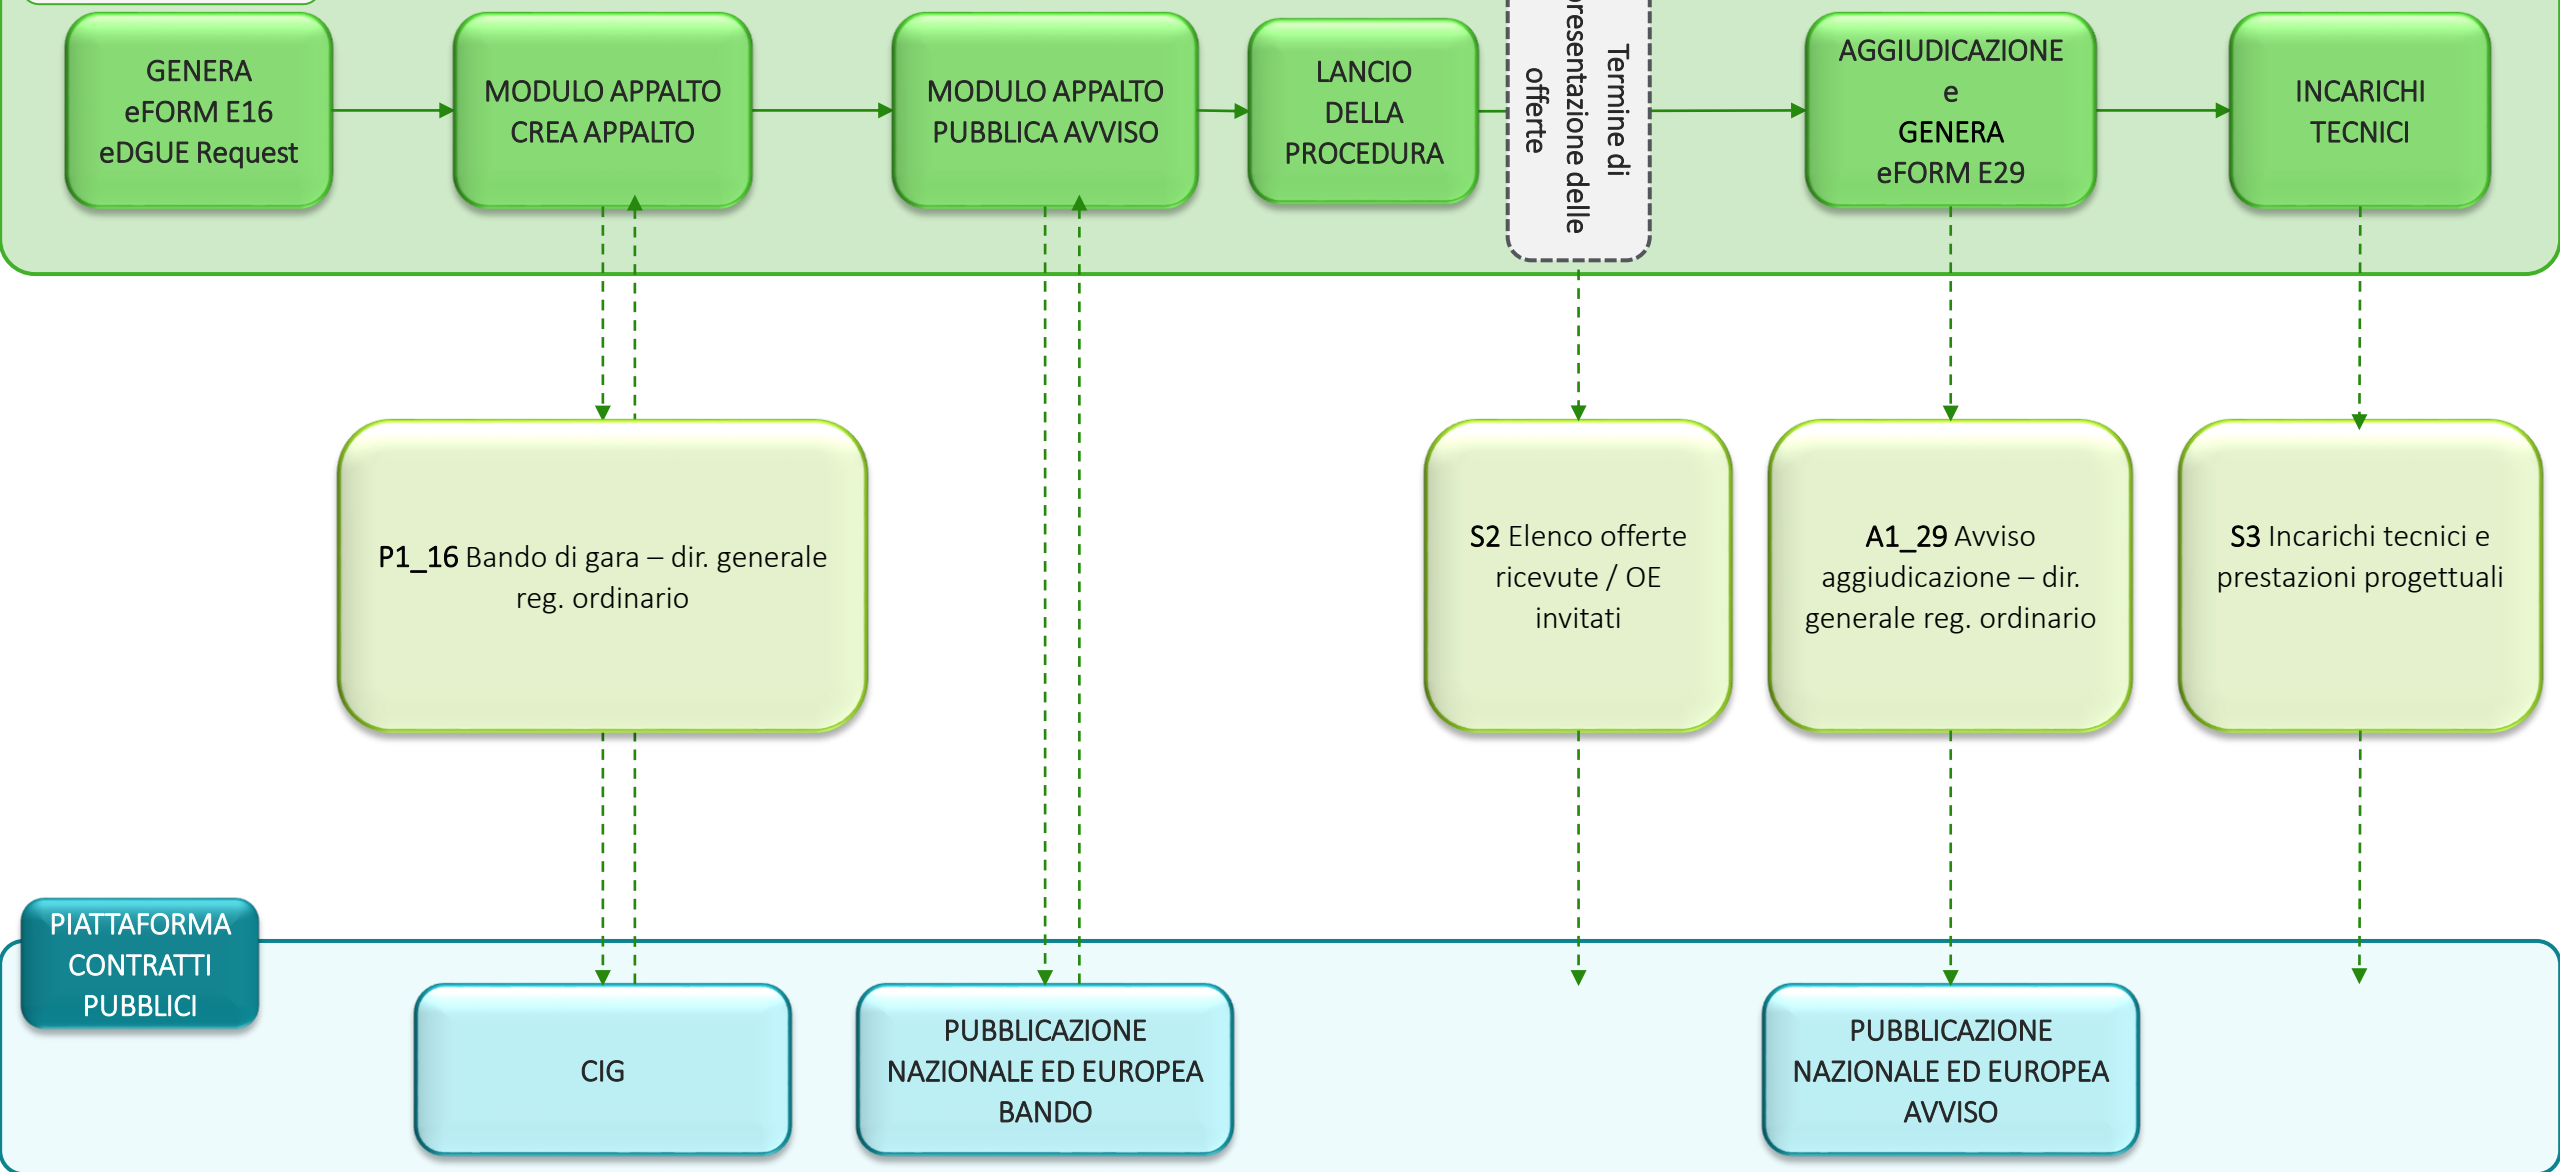 GENERA
eFORM E16
eDGUE Request
MODULO APPALTO
CREA APPALTO
MODULO APPALTO
PUBBLICA AVVISO
LANCIO
DELLA
PROCEDURA
Termine di
presentazione delle
offerte
AGGIUDICAZIONE
e
GENERA
eFORM E29
INCARICHI
TECNICI
P1_16 Bando di gara – dir. generale
reg. ordinario
S2 Elenco offerte
ricevute / OE
invitati
A1_29 Avviso
aggiudicazione – dir.
generale reg. ordinario
S3 Incarichi tecnici e
prestazioni progettuali
PIATTAFORMA
CONTRATTI
PUBBLICI
CIG
PUBBLICAZIONE
NAZIONALE ED EUROPEA
BANDO
PUBBLICAZIONE
NAZIONALE ED EUROPEA
AVVISO